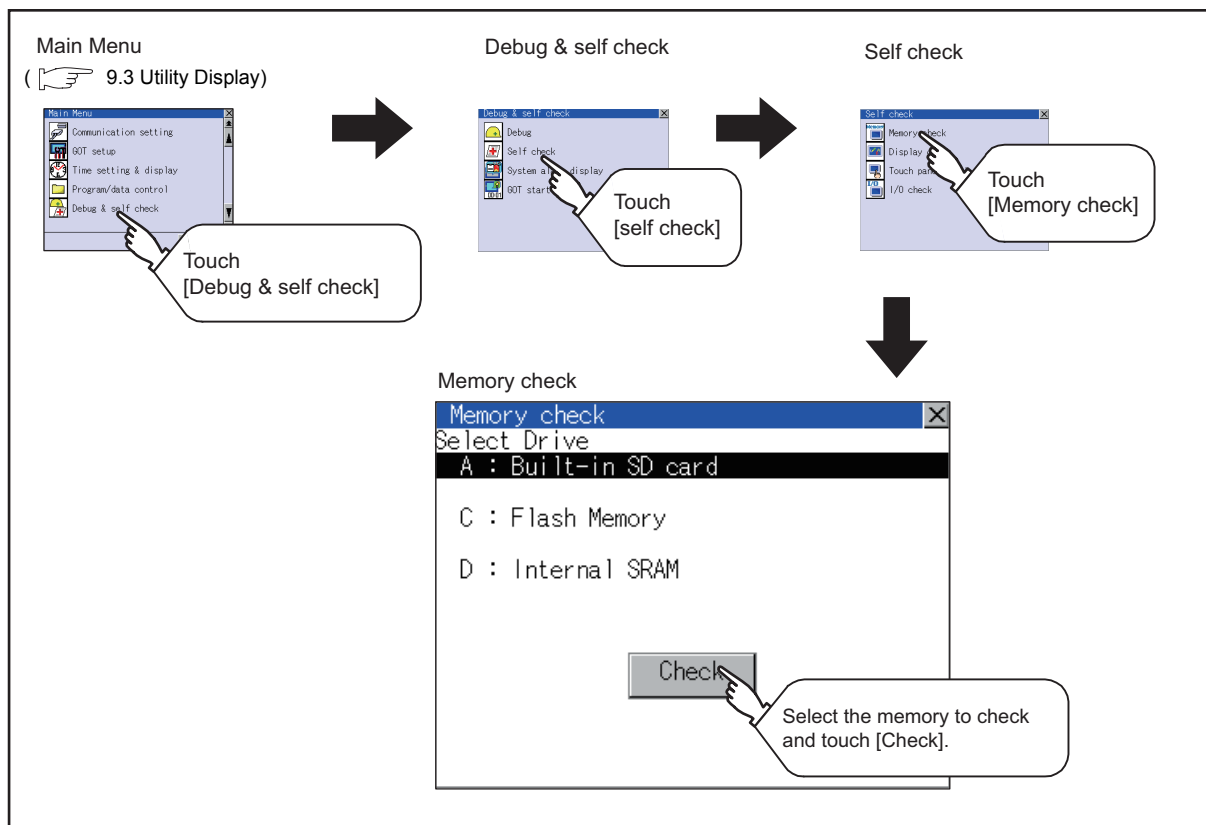 Main Menu
( 9.3 Utility Display)
Main Menu
Communication setting
GOT setup
Time setting & display
Program/data control
Debug & self check
Touch
[Debug & self check]
Debug & self check
Debug & self check
Debug
Self check
System display
GOT start
Touch
[self check]
Self check
Self check
Memory check
Display
Touch
I/O check
Touch
[Memory check]
Memory check
Memory check
Select Drive
A : Built-in SD card
C : Flash Memory
D : Internal SRAM
Check
Select the memory to check
and touch [Check].